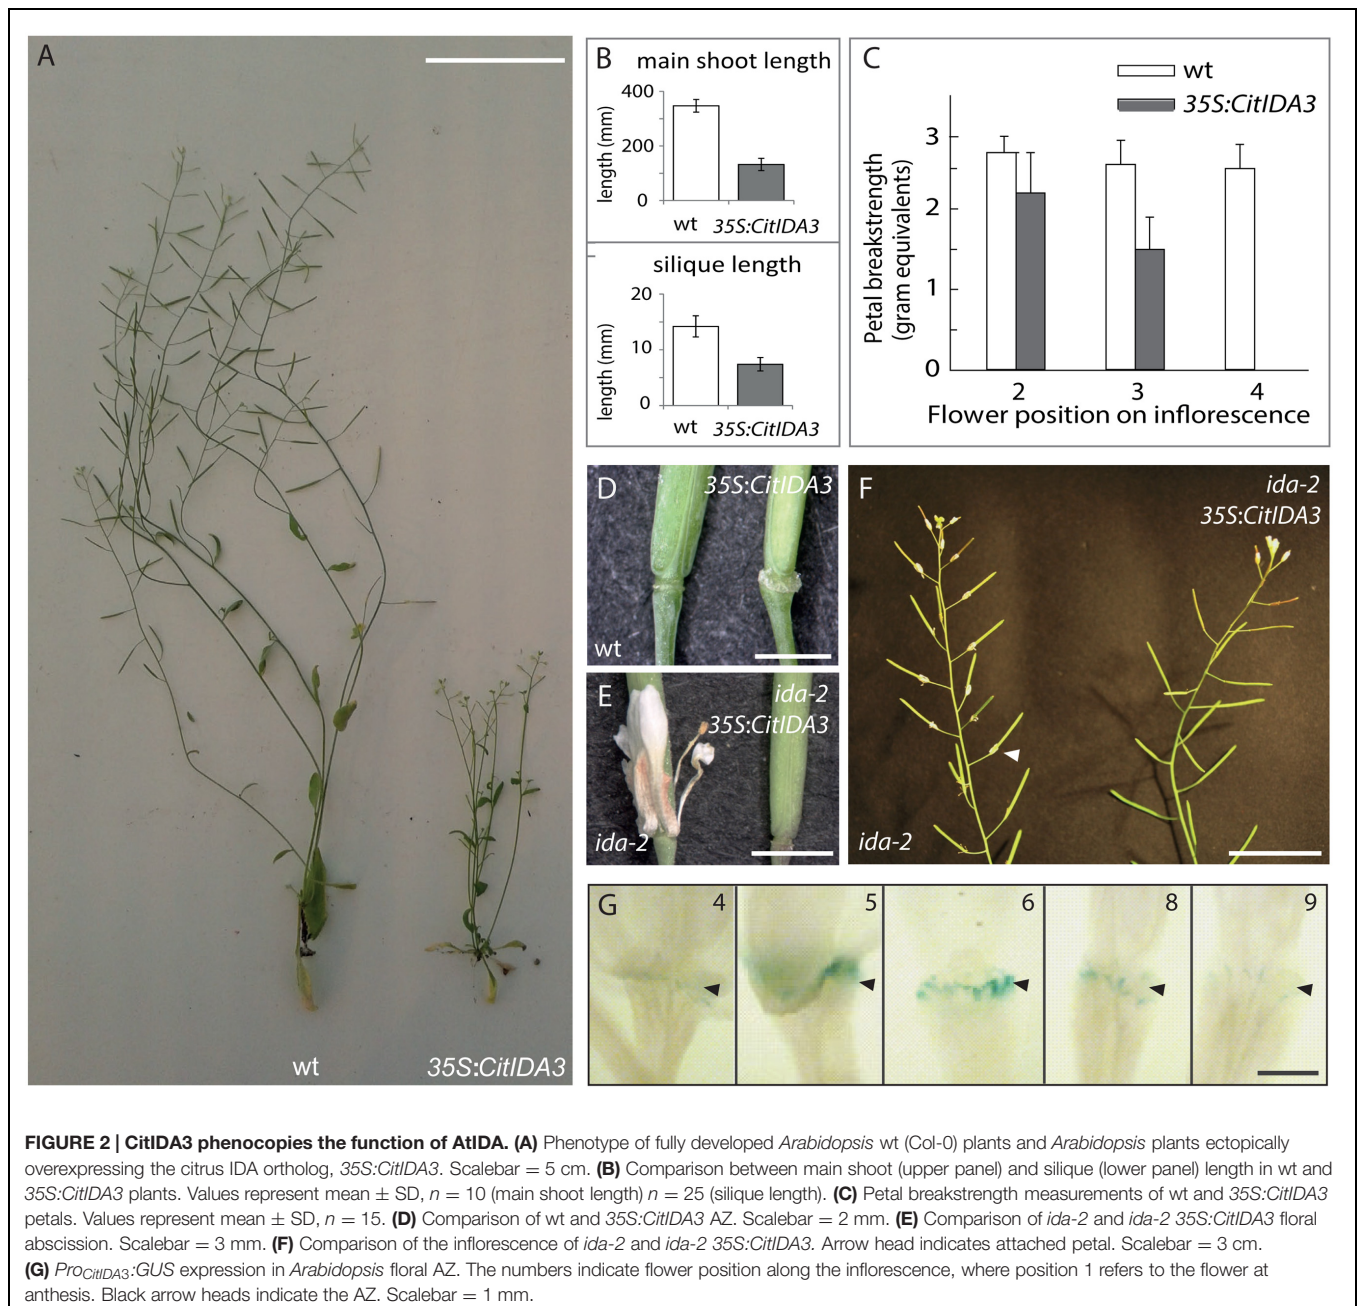 A
wt
35S:CitIDA3
B
main shoot length
400
200
0
length (mm)
wt 35S:CitIDA3
silique length
20
10
0
length (mm)
wt 35S:CitIDA3
C
wt
35S:CitIDA3
Petal breakstrength
(gram equivalents)
3
2
1
0
2 3 4
Flower position on inflorescence
D
35S:CitIDA3
wt
E
ida-2
35S:CitIDA3
ida-2
F
ida-2
35S:CitIDA3
ida-2
G
4
5
6
8
9
FIGURE 2 | CitIDA3 phenocopies the function of AtIDA. (A) Phenotype of fully developed Arabidopsis wt (Col-0) plants and Arabidopsis plants ectopically
overexpressing the citrus IDA ortholog, 35S:CitIDA3. Scalebar = 5 cm. (B) Comparison between main shoot (upper panel) and silique (lower panel) length in wt and
35S:CitIDA3 plants. Values represent mean ± SD, n = 10 (main shoot length) n = 25 (silique length). (C) Petal breakstrength measurements of wt and 35S:CitIDA3
petals. Values represent mean ± SD, n = 15. (D) Comparison of wt and 35S:CitIDA3 AZ. Scalebar = 2 mm. (E) Comparison of ida-2 and ida-2 35S:CitIDA3 floral
abscission. Scalebar = 3 mm. (F) Comparison of the inflorescence of ida-2 and ida-2 35S:CitIDA3. Arrow head indicates attached petal. Scalebar = 3 cm.
(G) ProCitIDA3:GUS expression in Arabidopsis floral AZ. The numbers indicate flower position along the inflorescence, where position 1 refers to the flower at
anthesis. Black arrow heads indicate the AZ. Scalebar = 1 mm.